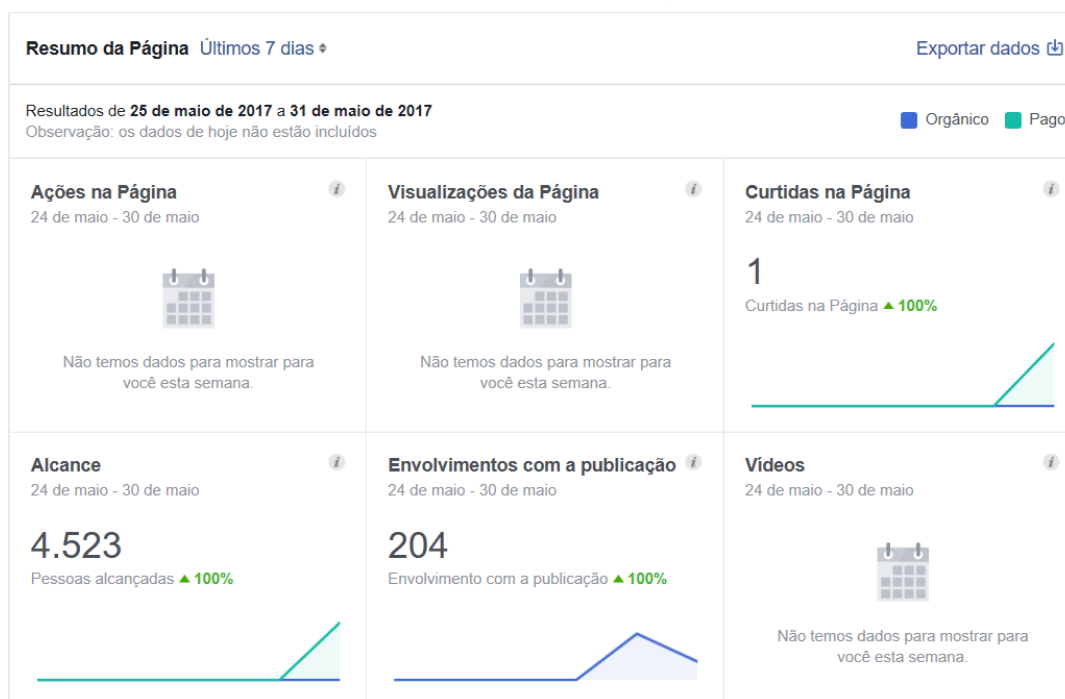 Resumo da Página Últimos 7 dias
Exportar dados
Resultados de 25 de maio de 2017 a 31 de maio de 2017
Observação: os dados de hoje não estão incluídos
Orgânico Pago
Ações na Página
24 de maio - 30 de maio
Não temos dados para mostrar para
você esta semana.
Visualizações da Página
24 de maio - 30 de maio
Não temos dados para mostrar para
você esta semana.
Curtidas na Página
24 de maio - 30 de maio
1
Curtidas na Página 100%
Alcance
24 de maio - 30 de maio
4.523
Pessoas alcançadas 100%
Envolvimentos com a publicação
24 de maio - 30 de maio
204
Envolvimento com a publicação 100%
Vídeos
24 de maio - 30 de maio
Não temos dados para mostrar para
você esta semana.